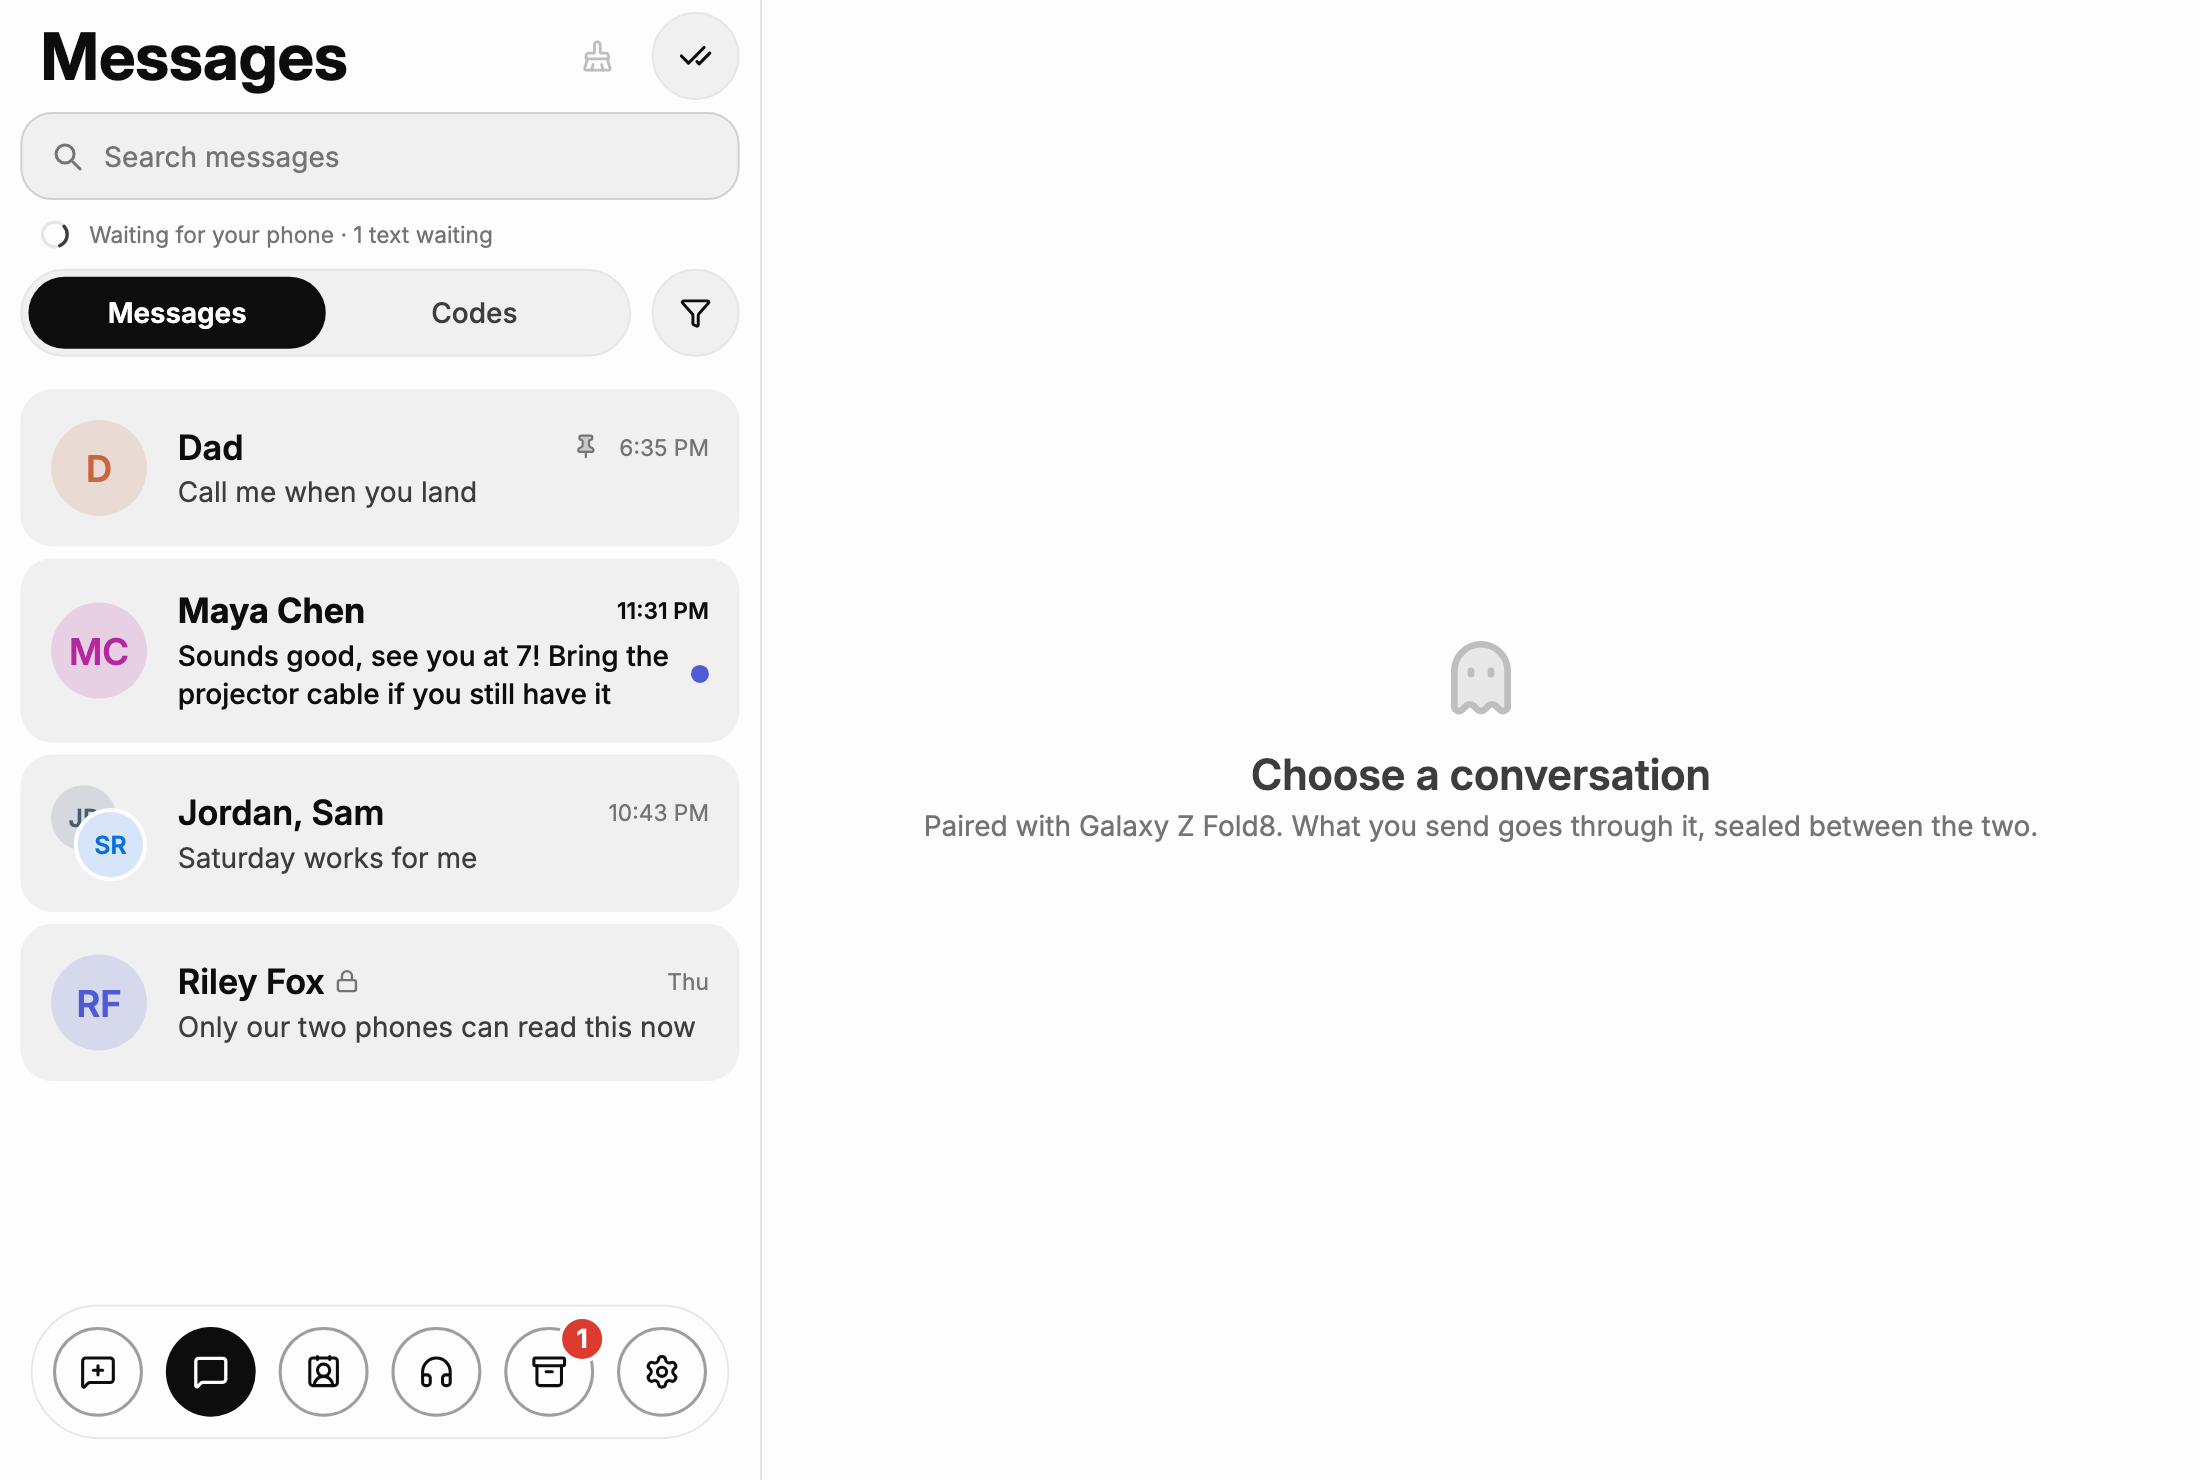 Messages
Search messages
Waiting for your phone · 1 text waiting
Messages
Codes
D
Dad
6:35 PM
Call me when you land
MC
Maya Chen
11:31 PM
Sounds good, see you at 7! Bring the
projector cable if you still have it
SR
Jordan, Sam
10:43 PM
Saturday works for me
RF
Riley Fox
Thu
Only our two phones can read this now
1
Choose a conversation
Paired with Galaxy Z Fold8. What you send goes through it, sealed between the two.